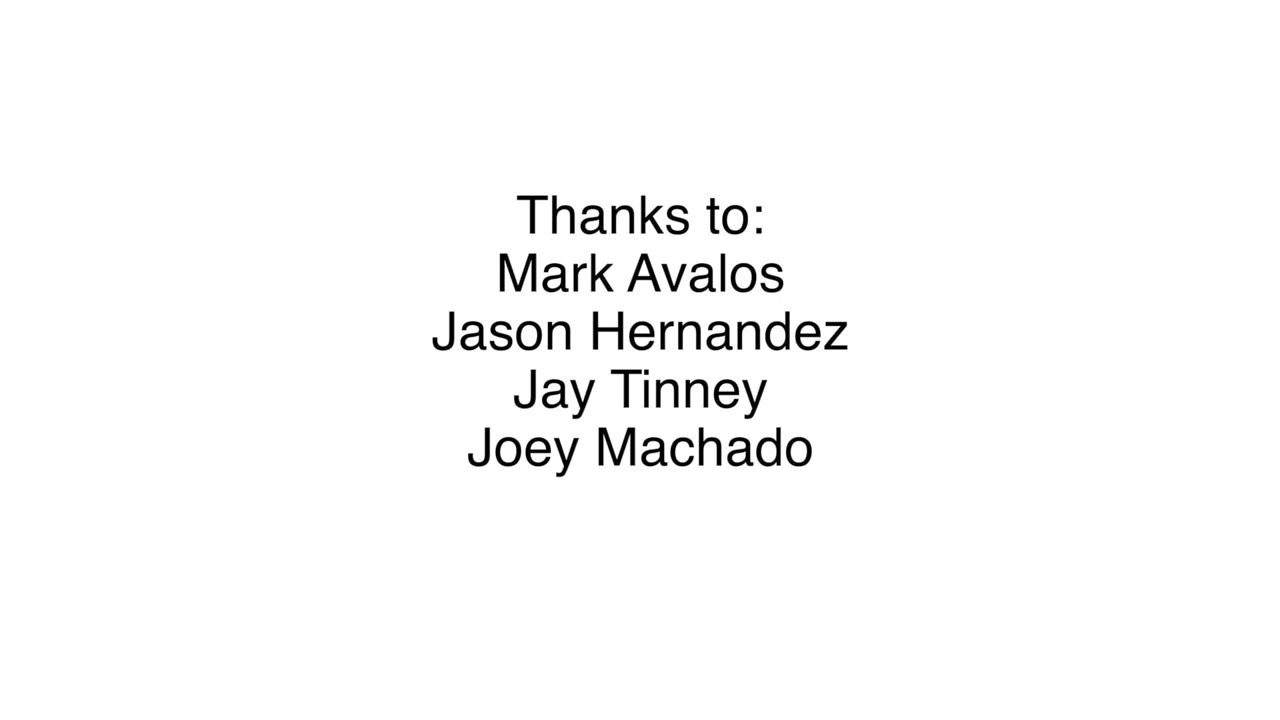 Thanks to:
Mark Avalos
Jason Hernandez
Jay Tinney
Joey Machado